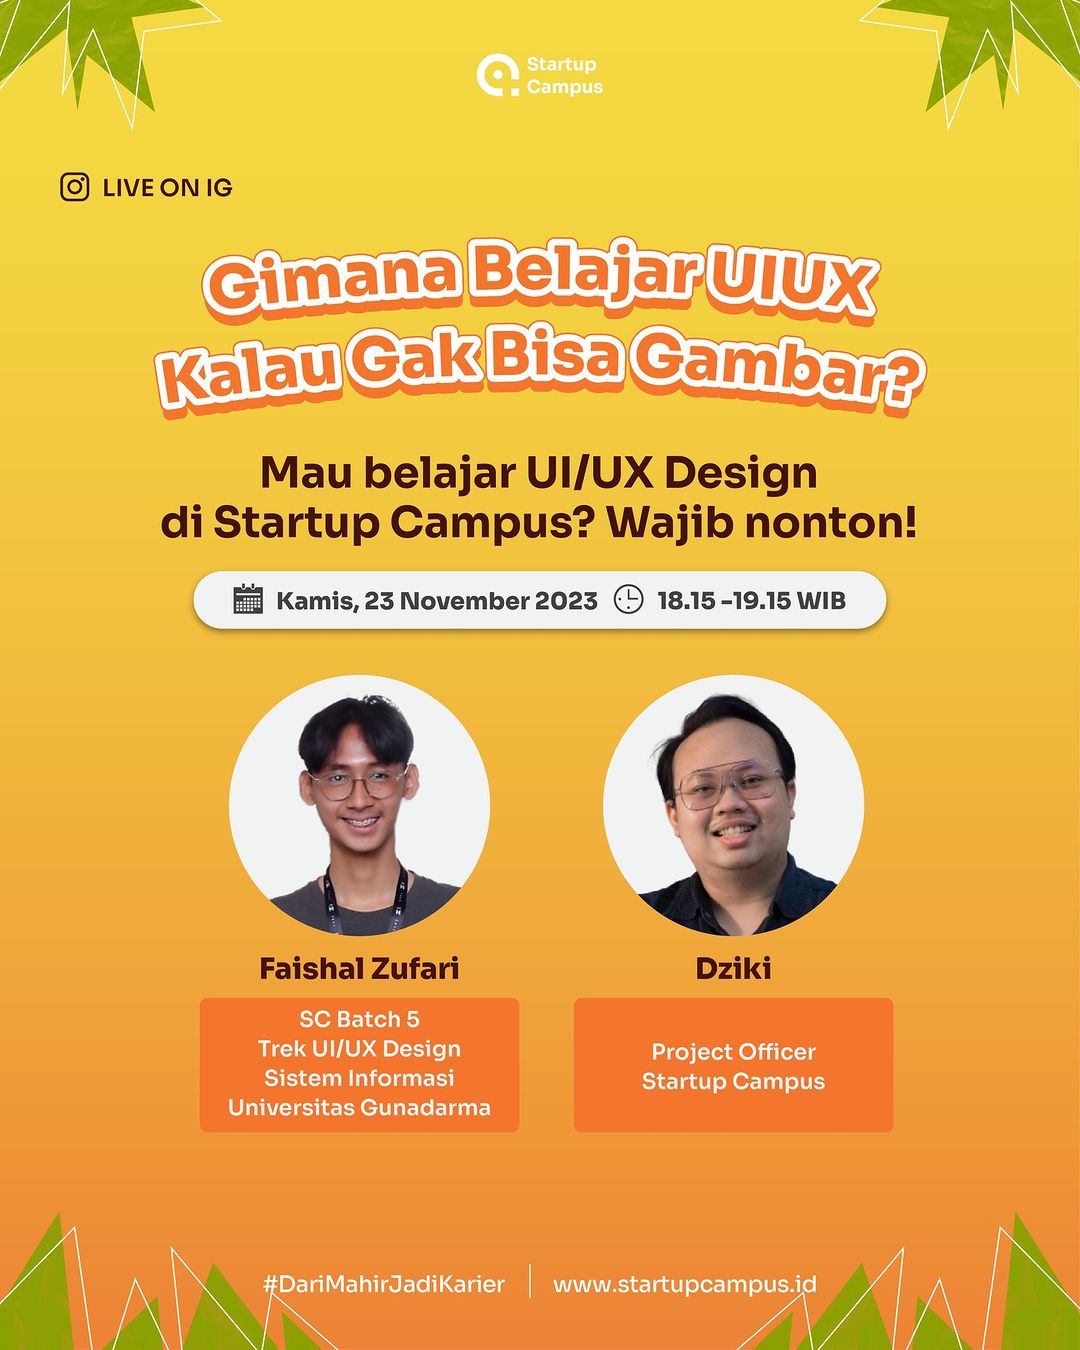 Startup
Campus
LIVE ON IG
Gimana Belajar UIUX
Kalau Gak Bisa Gambar?
Mau belajar UI/UX Design
di Startup Campus? Wajib nonton!
Kamis, 23 November 2023 18.15 -19.15 WIB
Faishal Zufari
SC Batch 5
Trek UI/UX Design
Sistem Informasi
Universitas Gunadarma
Dziki
Project Officer
Startup Campus
#DariMahirJadiKarier www.startupcampus.id